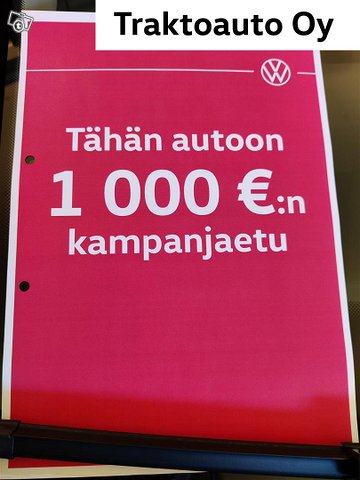 Traktoauto Oy
Tähän autoon
1 000 €:n
kampanjaetu